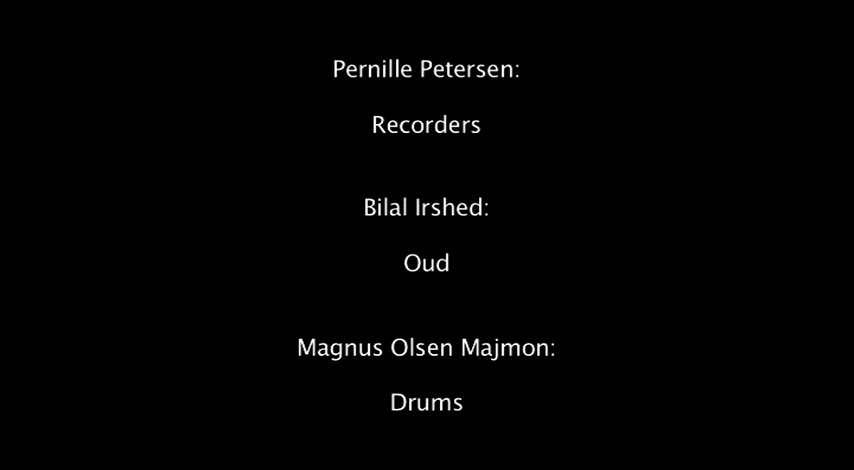 Pernille Petersen:
Recorders
Bilal Irshed:
Oud
Magnus Olsen Majmon:
Drums